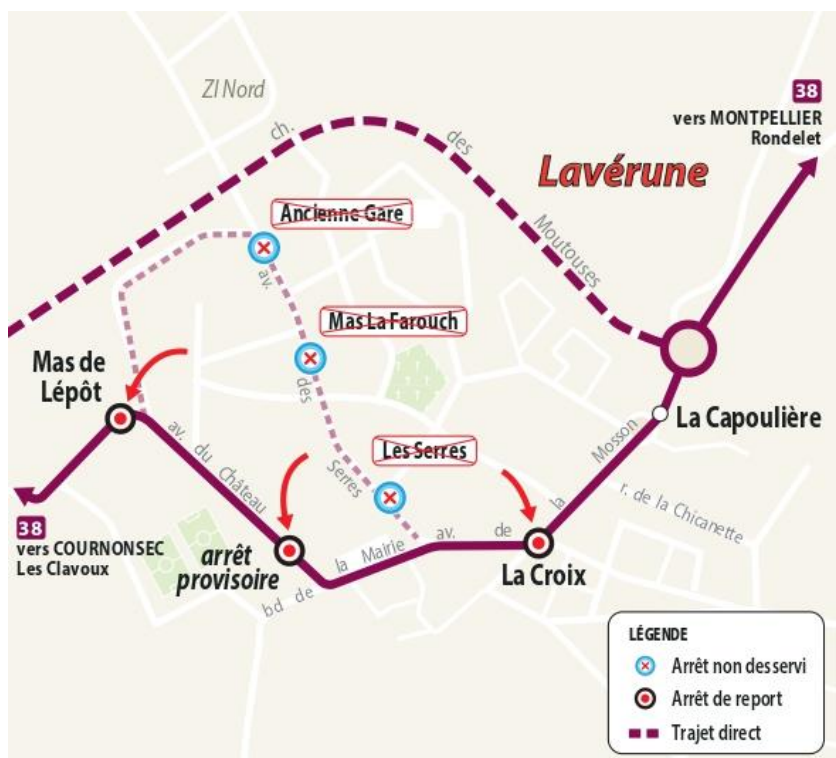 ZI Nord
38
vers MONTPELLIER
Rondelet
ch.
des
Moutouses
Lavérune
Ancienne Gare
av.
Mas La Farouch
des
Mas de
Lépôt
La Capoulière
Les Serres
Serres
av. du Château
Mosson
la
r. de la Chicanette
38
vers COURNONSEC
Les Clavoux
arrêt
provisoire
bd de la Mairie
av. de
La Croix
LÉGENDE
Arrêt non desservi
Arrêt de report
Trajet direct